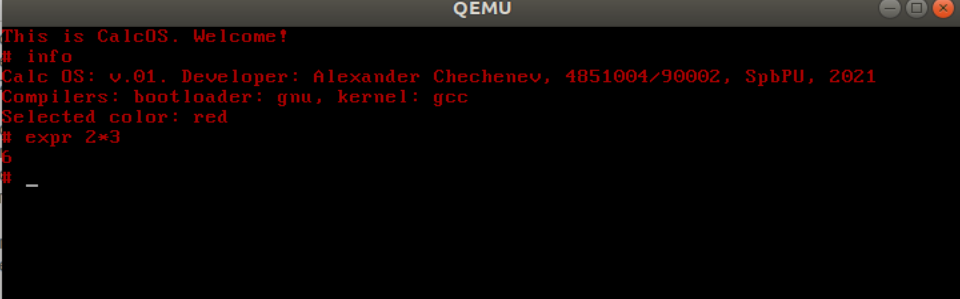 QEMU
This is CalcOS. Welcome!
# info
Calc OS: v.01. Developer: Alexander Chechenev, 4851004/90002, SpbPU, 2021
Compilers: bootloader: gnu, kernel: gcc
Selected color: red
# expr 2*3
6
# _